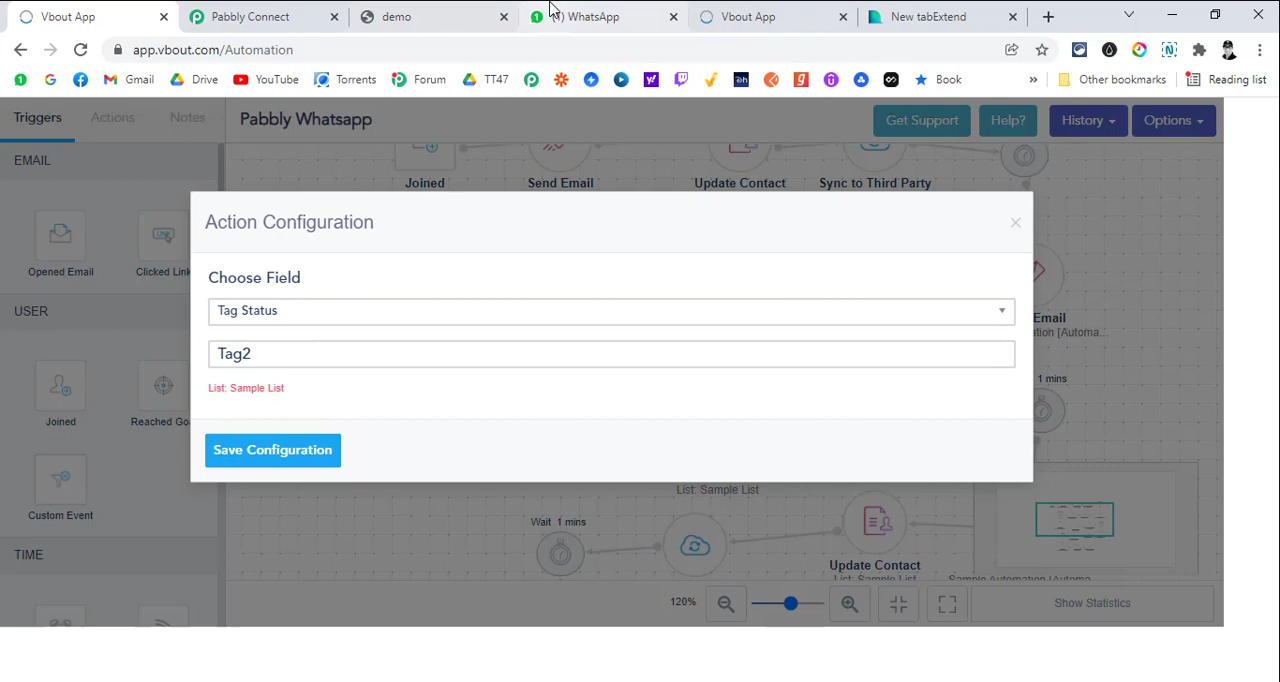 Vbout App
Pabbly Connect
demo
WhatsApp
Vbout App
New tabExtend
app.vbout.com/Automation
Gmail
Drive
YouTube
Torrents
Forum
TT47
Book
Other bookmarks
Reading list
Triggers
Actions
Notes
Pabbly Whatsapp
Get Support
Help?
History
Options
EMAIL
Joined
Send Email
Update Contact
Sync to Third Party
Action Configuration
Opened Email
Clicked Link
Choose Field
USER
Tag Status
Email
Tag2
1 mins
List: Sample List
Joined
Reached Go
Save Configuration
List: Sample List
Custom Event
Wait 1 mins
TIME
Update Contact
List: Sample List
Sample Automation [Automa...
120%
Show Statistics